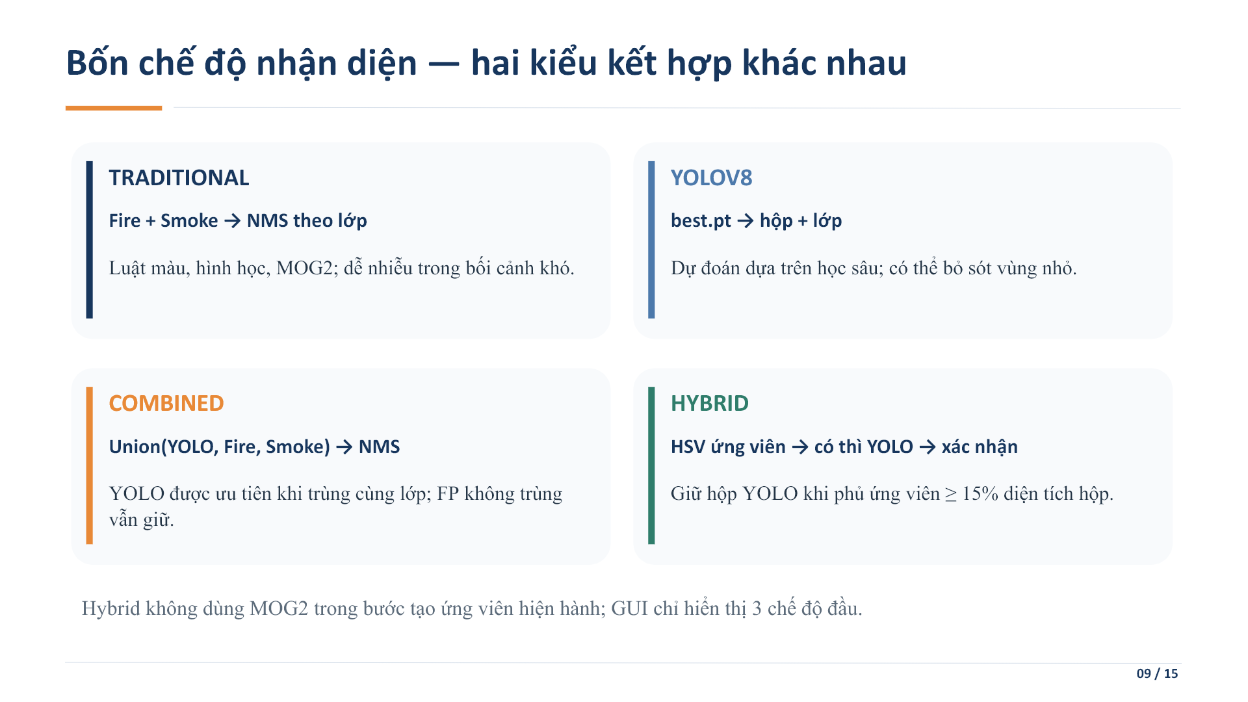 Bốn chế độ nhận diện — hai kiểu kết hợp khác nhau
TRADITIONAL
Fire + Smoke → NMS theo lớp
Luật màu, hình học, MOG2; dễ nhiễu trong bối cảnh khó.
YOLOV8
best.pt → hộp + lớp
Dự đoán dựa trên học sâu; có thể bỏ sót vùng nhỏ.
COMBINED
Union(YOLO, Fire, Smoke) → NMS
YOLO được ưu tiên khi trùng cùng lớp; FP không trùng
vẫn giữ.
HYBRID
HSV ứng viên → có thì YOLO → xác nhận
Giữ hộp YOLO khi phủ ứng viên ≥ 15% diện tích hộp.
Hybrid không dùng MOG2 trong bước tạo ứng viên hiện hành; GUI chỉ hiển thị 3 chế độ đầu.
09 / 15